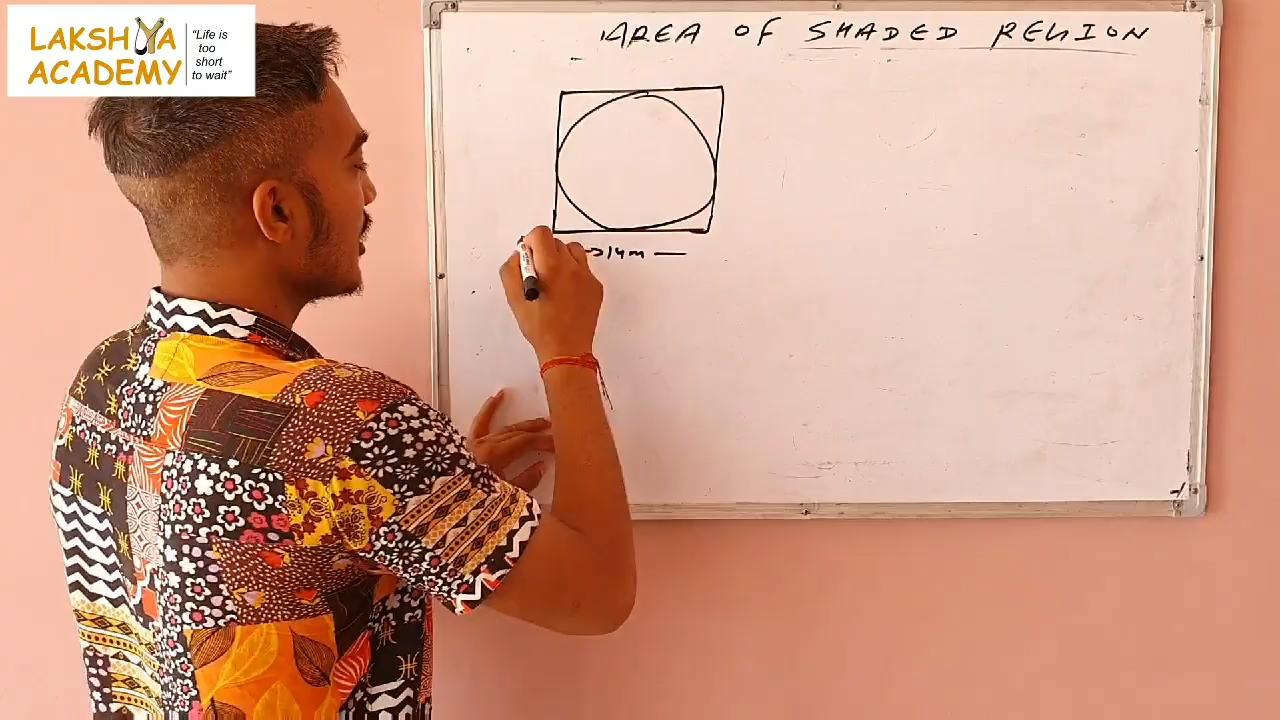 LAKSHYA
ACADEMY
“Life is
too
short
to wait”
AREA OF SHADED REGION
14m